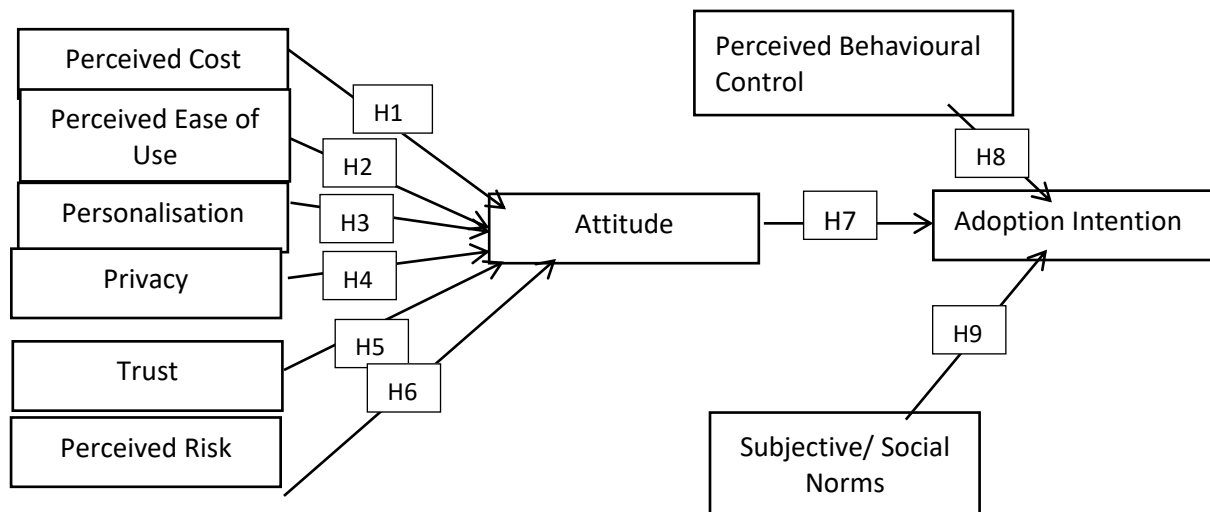 Perceived Cost
Perceived Ease of
Use
Personalisation
Privacy
Trust
Perceived Risk
H1
H2
H3
H4
H5
H6
Attitude
H7
Perceived Behavioural
Control
H8
Adoption Intention
H9
Subjective/ Social
Norms